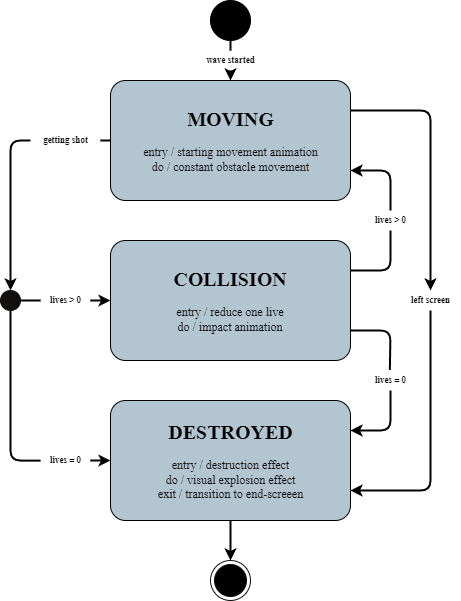 wave started
MOVING
entry / starting movement animation
do / constant obstacle movement
getting shot
lives > 0
left screen
COLLISION
entry / reduce one live
do / impact animation
lives > 0
lives = 0
DESTROYED
entry / destruction effect
do / visual explosion effect
exit / transition to end-screeen
lives = 0